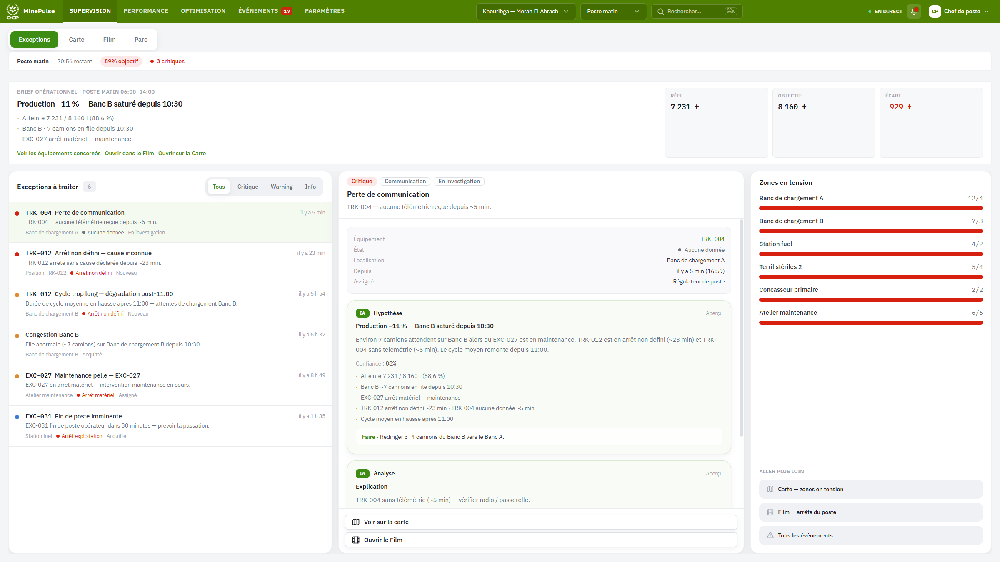 OCP MinePulse SUPERVISION PERFORMANCE OPTIMISATION ÉVÉNEMENTS 17 PARAMÈTRES Khouribga — Merah El Ahrach Poste matin Rechercher... ⌘K EN DIRECT CP Chef de poste
Exceptions Carte Film Parc
Poste matin 20:56 restant 89% objectif 3 critiques
BRIEF OPÉRATIONNEL · POSTE MATIN 06:00–14:00
Production −11 % — Banc B saturé depuis 10:30
· Atteinte 7 231 / 8 160 t (88,6 %)
· Banc B ~7 camions en file depuis 10:30
· EXC-027 arrêt matériel — maintenance
Voir les équipements concernés Ouvrir dans le Film Ouvrir sur la Carte
RÉEL
7 231 t
OBJECTIF
8 160 t
ÉCART
−929 t
Exceptions à traiter 6
Tous Critique Warning Info
TRK-004 Perte de communication il y a 5 min
TRK-004 — aucune télémétrie reçue depuis ~5 min.
Banc de chargement A Aucune donnée En investigation
TRK-012 Arrêt non défini — cause inconnue il y a 23 min
TRK-012 arrêté sans cause déclarée depuis ~23 min.
Position TRK-012 Arrêt non défini Nouveau
TRK-012 Cycle trop long — dégradation post-11:00 il y a 5 h 54
Durée de cycle moyenne en hausse après 11:00 — attentes de chargement Banc B.
Banc de chargement B Arrêt non défini Nouveau
Congestion Banc B il y a 6 h 32
File anormale (~7 camions) sur Banc de chargement B depuis 10:30.
Banc de chargement B Acquitté
EXC-027 Maintenance pelle — EXC-027 il y a 8 h 49
EXC-027 en arrêt matériel — intervention maintenance en cours.
Atelier maintenance Arrêt matériel Assigné
EXC-031 Fin de poste imminente il y a 1 h 35
EXC-031 fin de poste opérateur dans 30 minutes — prévoir la passation.
Station fuel Arrêt exploitation Acquitté
Critique Communication En investigation
Perte de communication
TRK-004 — aucune télémétrie reçue depuis ~5 min.
Équipement TRK-004
État Aucune donnée
Localisation Banc de chargement A
Depuis il y a 5 min (16:59)
Assigné Régulateur de poste
IA Hypothèse Aperçu
Production −11 % — Banc B saturé depuis 10:30
Environ 7 camions attendent sur Banc B alors qu'EXC-027 est en maintenance. TRK-012 est en arrêt non défini (~23 min) et TRK-
004 sans télémétrie (~5 min). Le cycle moyen remonte depuis 11:00.
Confiance : 88%
· Atteinte 7 231 / 8 160 t (88,6 %)
· Banc B ~7 camions en file depuis 10:30
· EXC-027 arrêt matériel — maintenance
· TRK-012 arrêt non défini ~23 min · TRK-004 aucune donnée ~5 min
· Cycle moyen en hausse après 11:00
Faire · Rediriger 3–4 camions du Banc B vers le Banc A.
IA Analyse Aperçu
Explication
TRK-004 sans télémétrie (~5 min) — vérifier radio / passerelle.
Voir sur la carte
Ouvrir le Film
Zones en tension
Banc de chargement A 12/4
Banc de chargement B 7/3
Station fuel 4/2
Terril stériles 2 5/4
Concasseur primaire 2/2
Atelier maintenance 6/6
ALLER PLUS LOIN
Carte — zones en tension
Film — arrêts du poste
Tous les événements